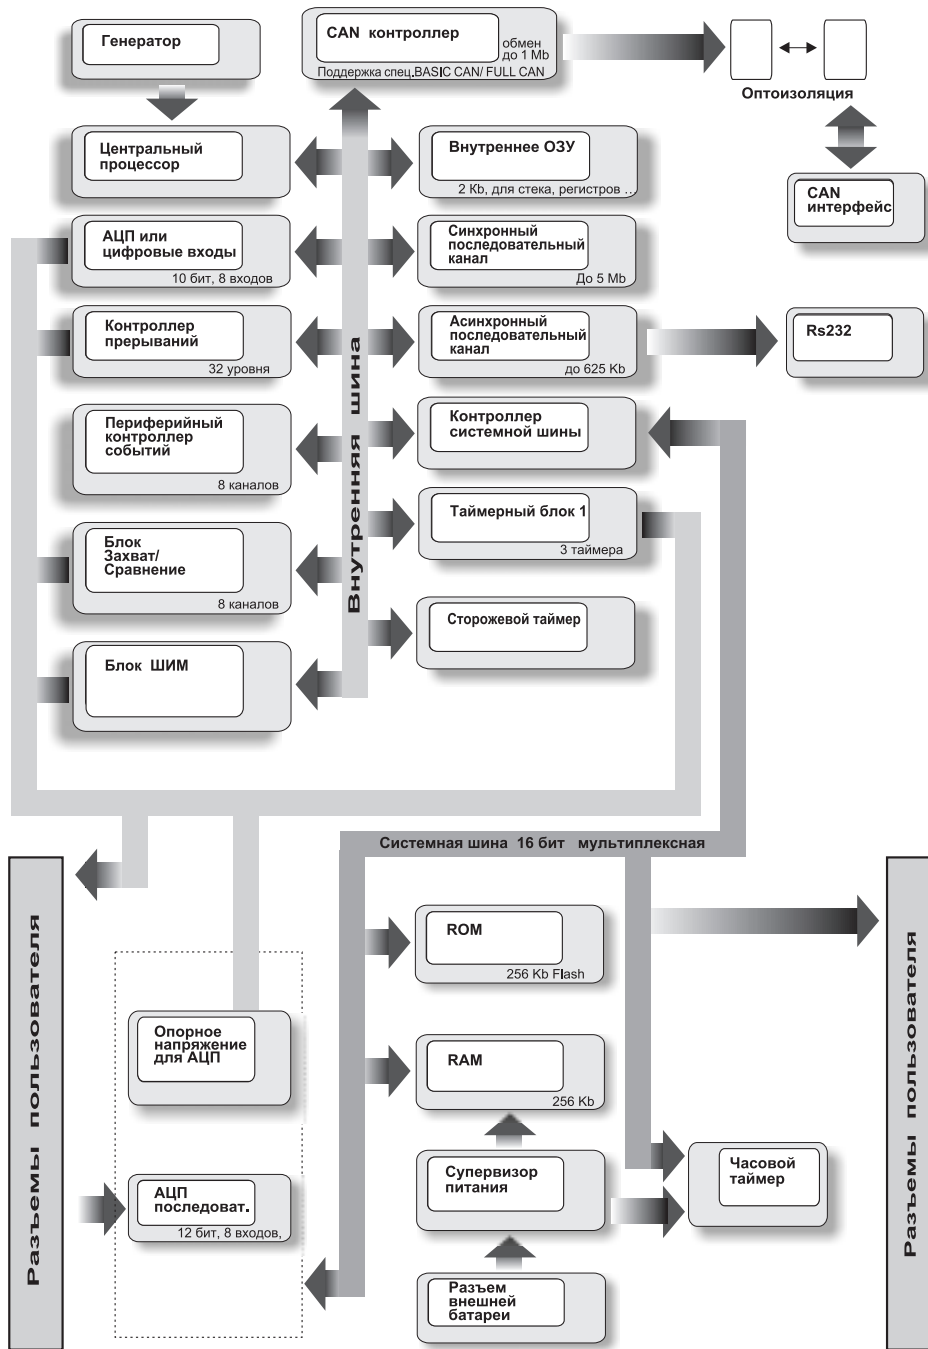 Генератор
CAN контроллер
обмен
до 1 Mb
Поддержка спец.BASIC CAN/ FULL CAN
Оптоизоляция
Центральный
процессор
Внутреннее ОЗУ
2 Kb, для стека, регистров ...
CAN
интерфейс
АЦП или
цифровые входы
10 бит, 8 входов
Синхронный
последовательный
канал
До 5 Mb
Контроллер
прерываний
32 уровня
Асинхронный
последовательный
канал
до 625 Kb
Rs232
Внутренняя шина
Периферийный
контроллер
событий
8 каналов
Контроллер
системной шины
Таймерный блок 1
3 таймера
Блок
Захват/
Сравнение
8 каналов
Сторожевой таймер
Блок ШИМ
Системная шина 16 бит мультиплексная
Разъемы пользователя
ROM
256 Kb Flash
Опорное
напряжение
для АЦП
RAM
256 Kb
АЦП
последоват.
12 бит, 8 входов,
Супервизор
питания
Часовой
таймер
Разъем
внешней
батареи
Разъемы пользователя